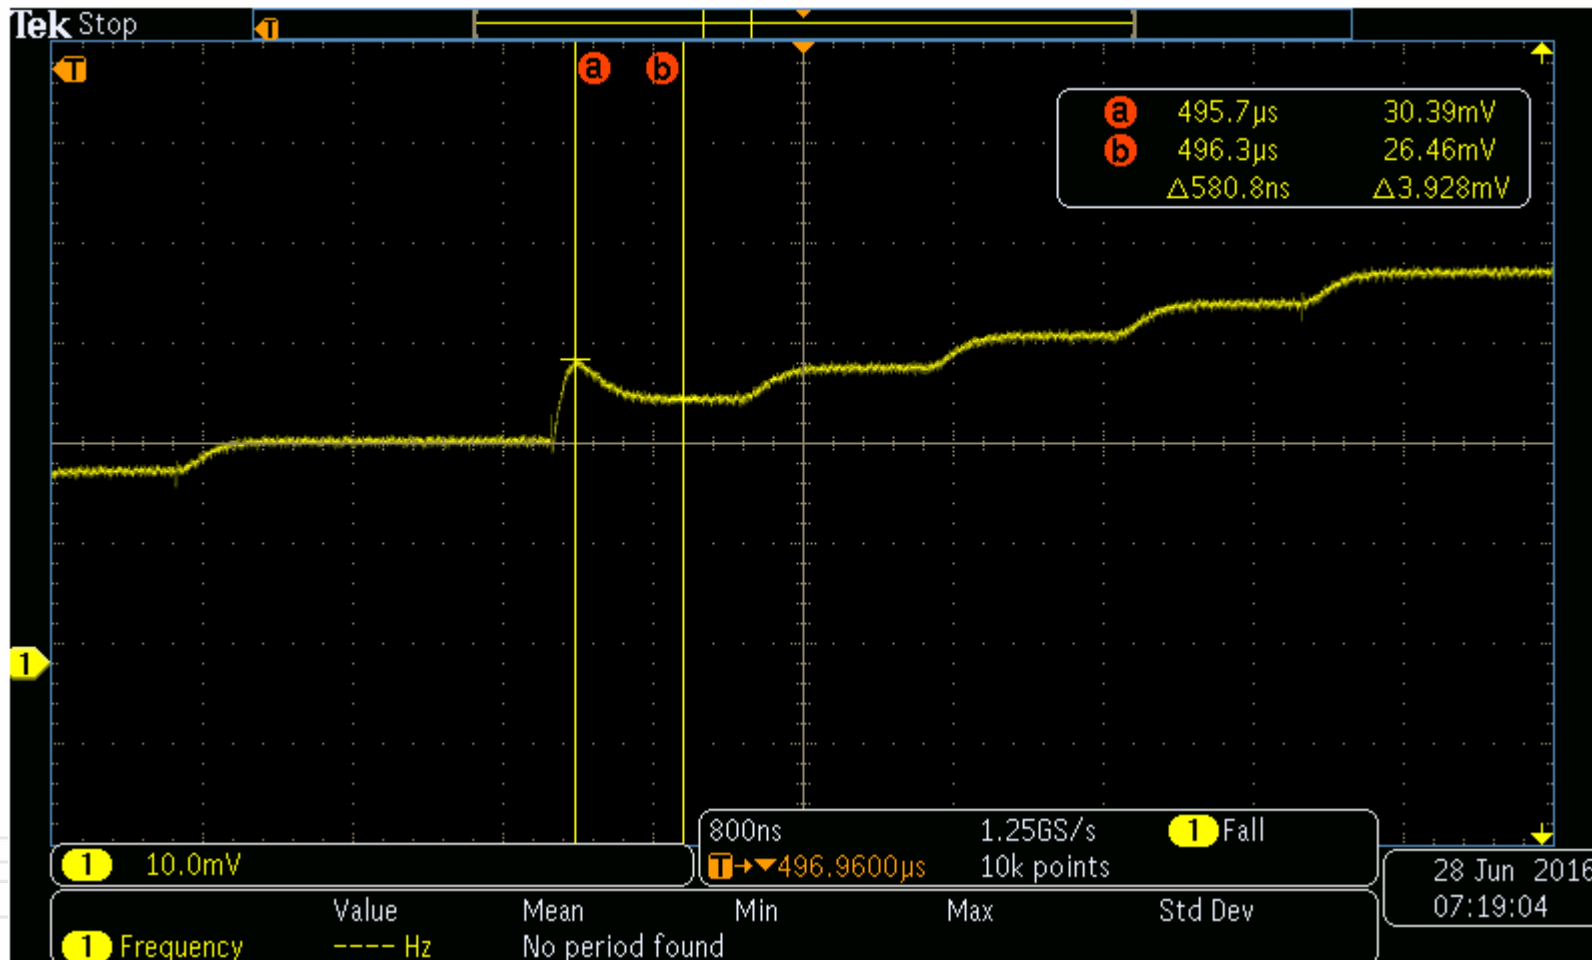 Tek Stop
T
T a b
a 495.7µs 30.39mV
b 496.3µs 26.46mV
△580.8ns △3.928mV
1
800ns 1.25GS/s 1 Fall
1 10.0mV T→▼496.9600µs 10k points
28 Jun 2016
07:19:04
Value Mean Min Max Std Dev
1 Frequency ---- Hz No period found